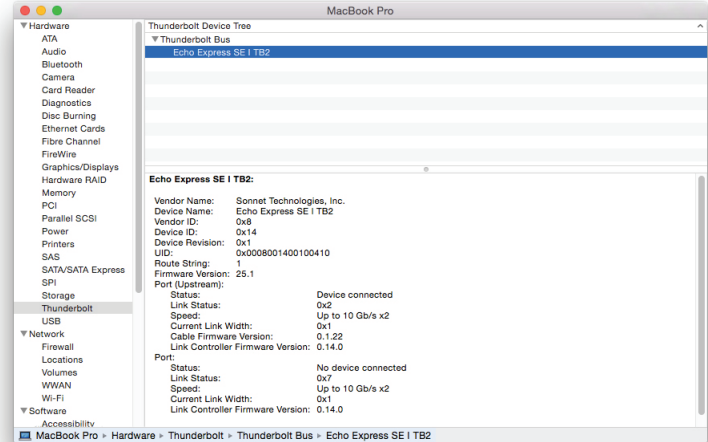 MacBook Pro
Hardware
ATA
Audio
Bluetooth
Camera
Card Reader
Diagnostics
Disc Burning
Ethernet Cards
Fibre Channel
FireWire
Graphics/Displays
Hardware RAID
Memory
PCI
Parallel SCSI
Power
Printers
SAS
SATA/SATA Express
SPI
Storage
Thunderbolt
USB
Network
Firewall
Locations
Volumes
WWAN
Wi-Fi
Software
Accessibility
Thunderbolt Device Tree
Thunderbolt Bus
Echo Express SE I TB2
Echo Express SE I TB2:
Vendor Name: Sonnet Technologies, Inc.
Device Name: Echo Express SE I TB2
Vendor ID: 0x8
Device ID: 0x14
Device Revision: 0x1
UID: 0x0008001400100410
Route String: 1
Firmware Version: 25.1
Port (Upstream):
Status: Device connected
Link Status: 0x2
Speed: Up to 10 Gb/s x2
Current Link Width: 0x1
Cable Firmware Version: 0.1.22
Link Controller Firmware Version: 0.14.0
Port:
Status: No device connected
Link Status: 0x7
Speed: Up to 10 Gb/s x2
Current Link Width: 0x1
Link Controller Firmware Version: 0.14.0
MacBook Pro ▸ Hardware ▸ Thunderbolt ▸ Thunderbolt Bus ▸ Echo Express SE I TB2